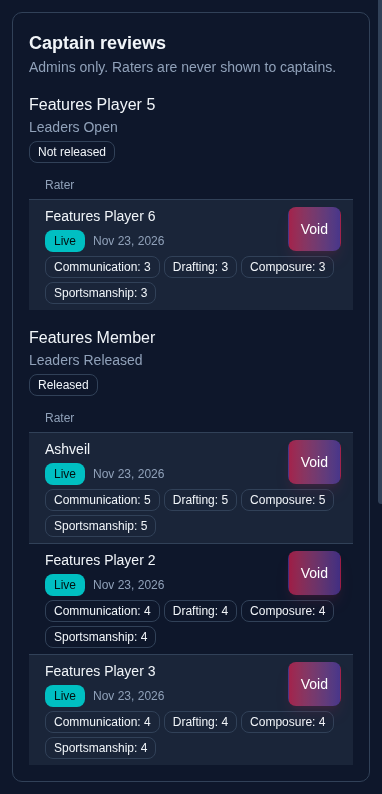 Captain reviews
Admins only. Raters are never shown to captains.
Features Player 5
Leaders Open
Not released
Rater
Features Player 6
Void
Live Nov 23, 2026
Communication: 3 Drafting: 3 Composure: 3
Sportsmanship: 3
Features Member
Leaders Released
Released
Rater
Ashveil
Void
Live Nov 23, 2026
Communication: 5 Drafting: 5 Composure: 5
Sportsmanship: 5
Features Player 2
Void
Live Nov 23, 2026
Communication: 4 Drafting: 4 Composure: 4
Sportsmanship: 4
Features Player 3
Void
Live Nov 23, 2026
Communication: 4 Drafting: 4 Composure: 4
Sportsmanship: 4